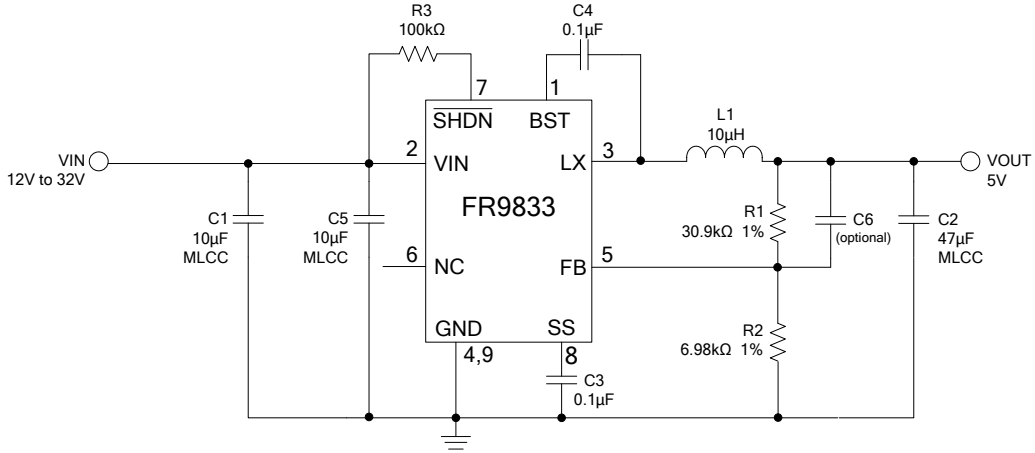 R3
100kΩ
C4
0.1µF
7
1
SHDN
BST
L1
10µH
VIN
12V to 32V
2
VIN
LX
3
VOUT
5V
FR9833
C1
10µF
MLCC
C5
10µF
MLCC
R1
30.9kΩ 1%
C6
(optional)
C2
47µF
MLCC
6
NC
FB
5
GND
SS
4,9
8
R2
6.98kΩ 1%
C3
0.1µF